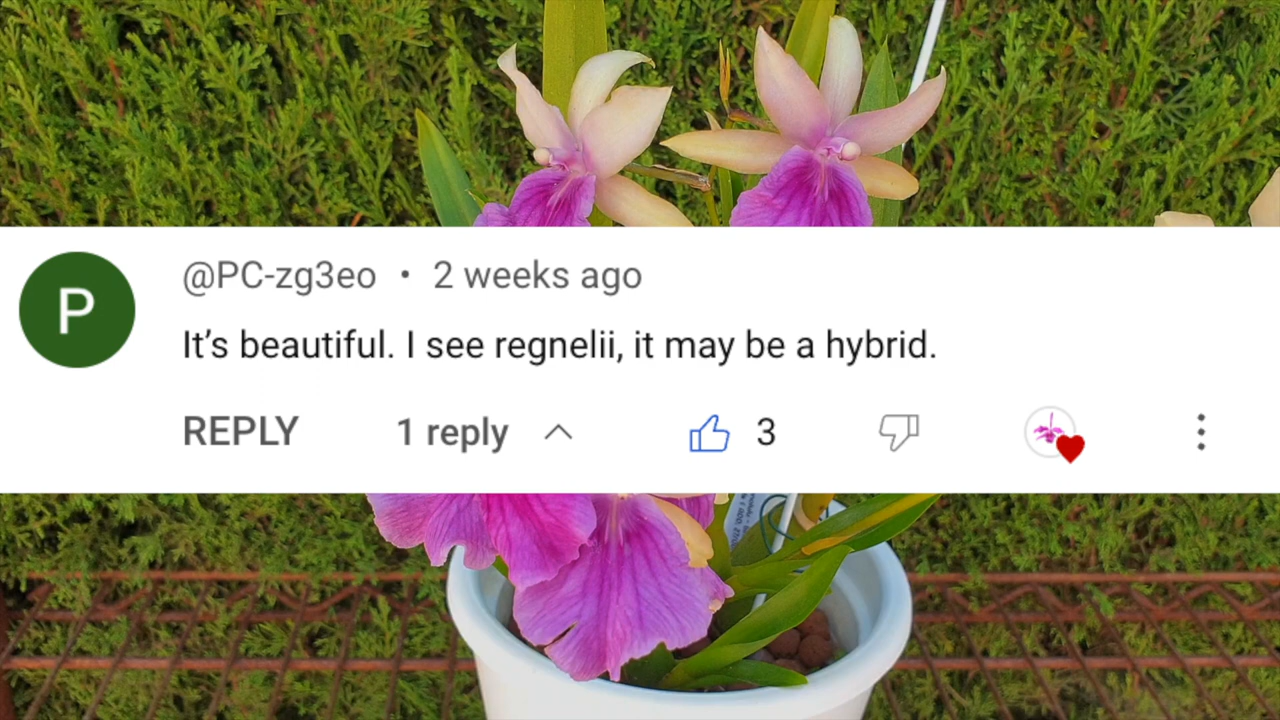 P
@PC-zg3eo • 2 weeks ago
It’s beautiful. I see regnelii, it may be a hybrid.
REPLY 1 reply 3